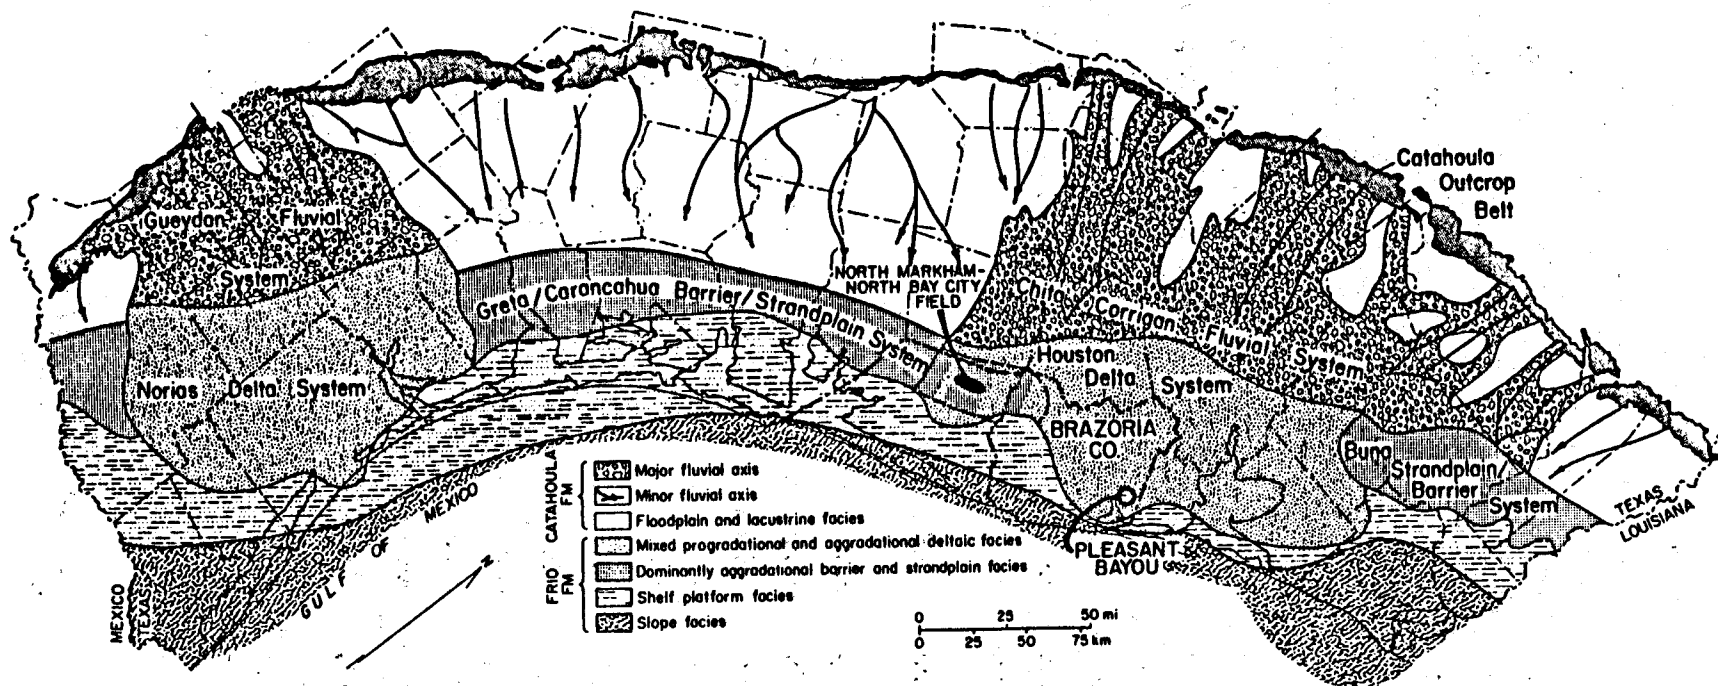 Catahoula
Outcrop
Belt
Gueydan Fluvial
System
NORTH MARKHAM-
NORTH BAY CITY
FIELD
Greta/Carancahua Barrier/Strandplain System
Chita/Corrigan Fluvial System
Houston
Delta System
Norias Delta System
BRAZORIA
CO.
Buna
Strandplain/
Barrier
System
TEXAS
LOUISIANA
PLEASANT
BAYOU
MEXICO
TEXAS
GULF OF MEXICO
N
CATAHOULA
FM
Major fluvial axis
Minor fluvial axis
Floodplain and lacustrine facies
FRIO
FM
Mixed progradational and aggradational deltaic facies
Dominantly aggradational barrier and strandplain facies
Shelf platform facies
Slope facies
0 25 50 mi
0 25 50 75 km